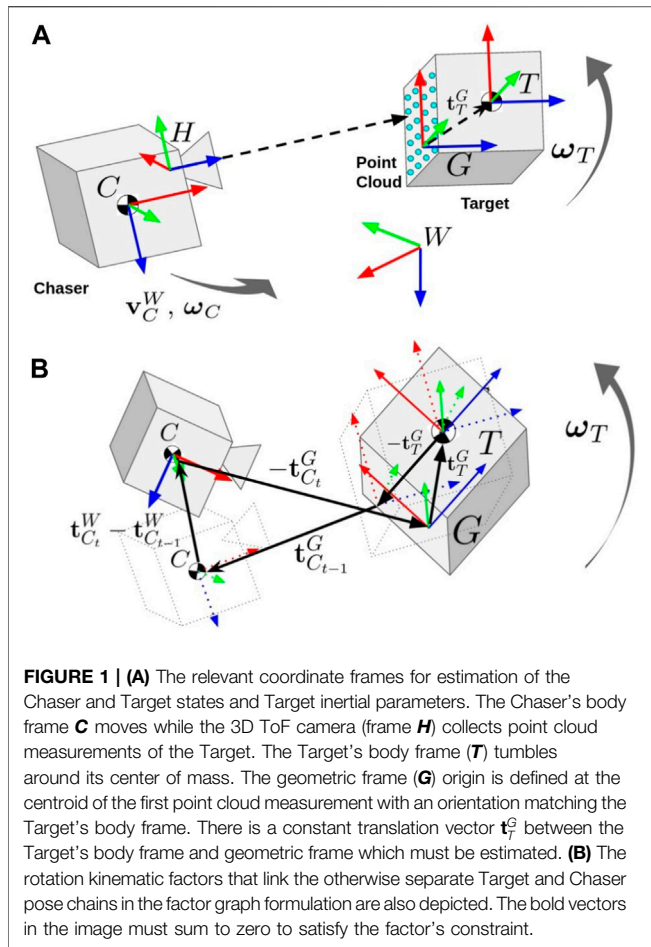 A
H
C
Chaser
v_C^W , ω_C
Point
Cloud
t_T^G
T
G
Target
ω_T
W
B
C
-t_{C_t}^G
t_{C_t}^W − t_{C_{t−1}}^W
C
t_{C_{t−1}}^G
-t_T^G
t_T^G
T
G
ω_T
FIGURE 1 | (A) The relevant coordinate frames for estimation of the
Chaser and Target states and Target inertial parameters. The Chaser's body
frame C moves while the 3D ToF camera (frame H) collects point cloud
measurements of the Target. The Target's body frame (T) tumbles
around its center of mass. The geometric frame (G) origin is defined at the
centroid of the first point cloud measurement with an orientation matching the
Target's body frame. There is a constant translation vector t_T^G between the
Target's body frame and geometric frame which must be estimated. (B) The
rotation kinematic factors that link the otherwise separate Target and Chaser
pose chains in the factor graph formulation are also depicted. The bold vectors
in the image must sum to zero to satisfy the factor's constraint.